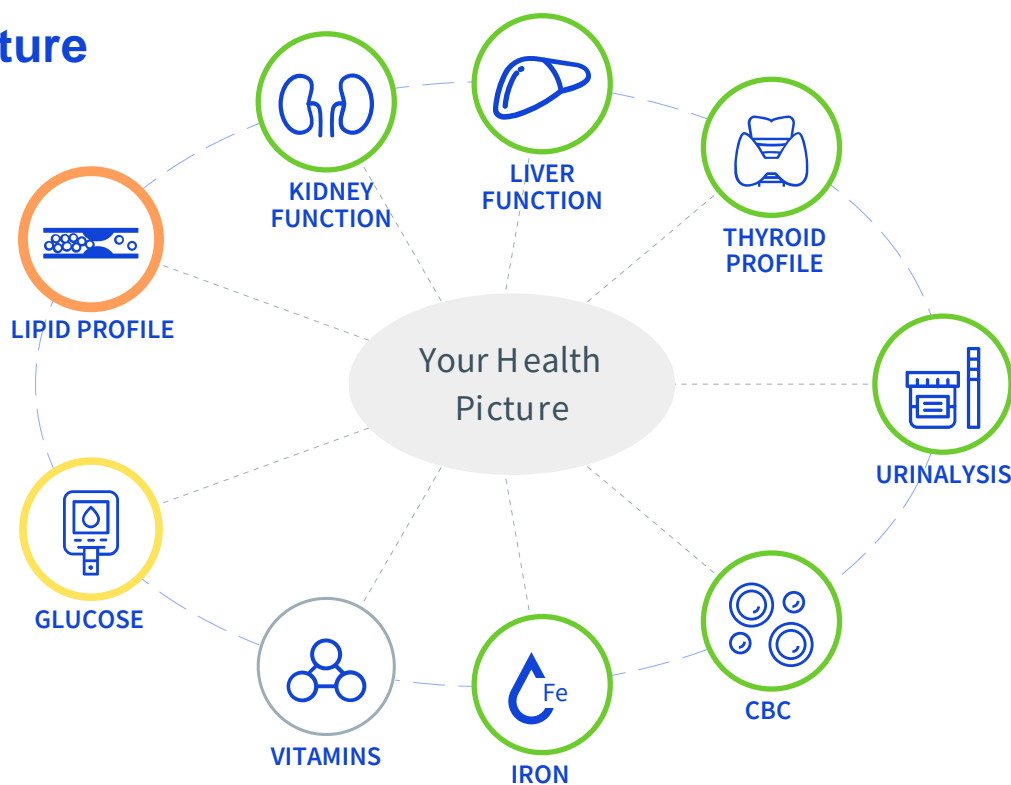 ture
LIVER
FUNCTION
KIDNEY
FUNCTION
THYROID
PROFILE
LIPID PROFILE
Your Health
Picture
URINALYSIS
GLUCOSE
Fe
CBC
VITAMINS
IRON